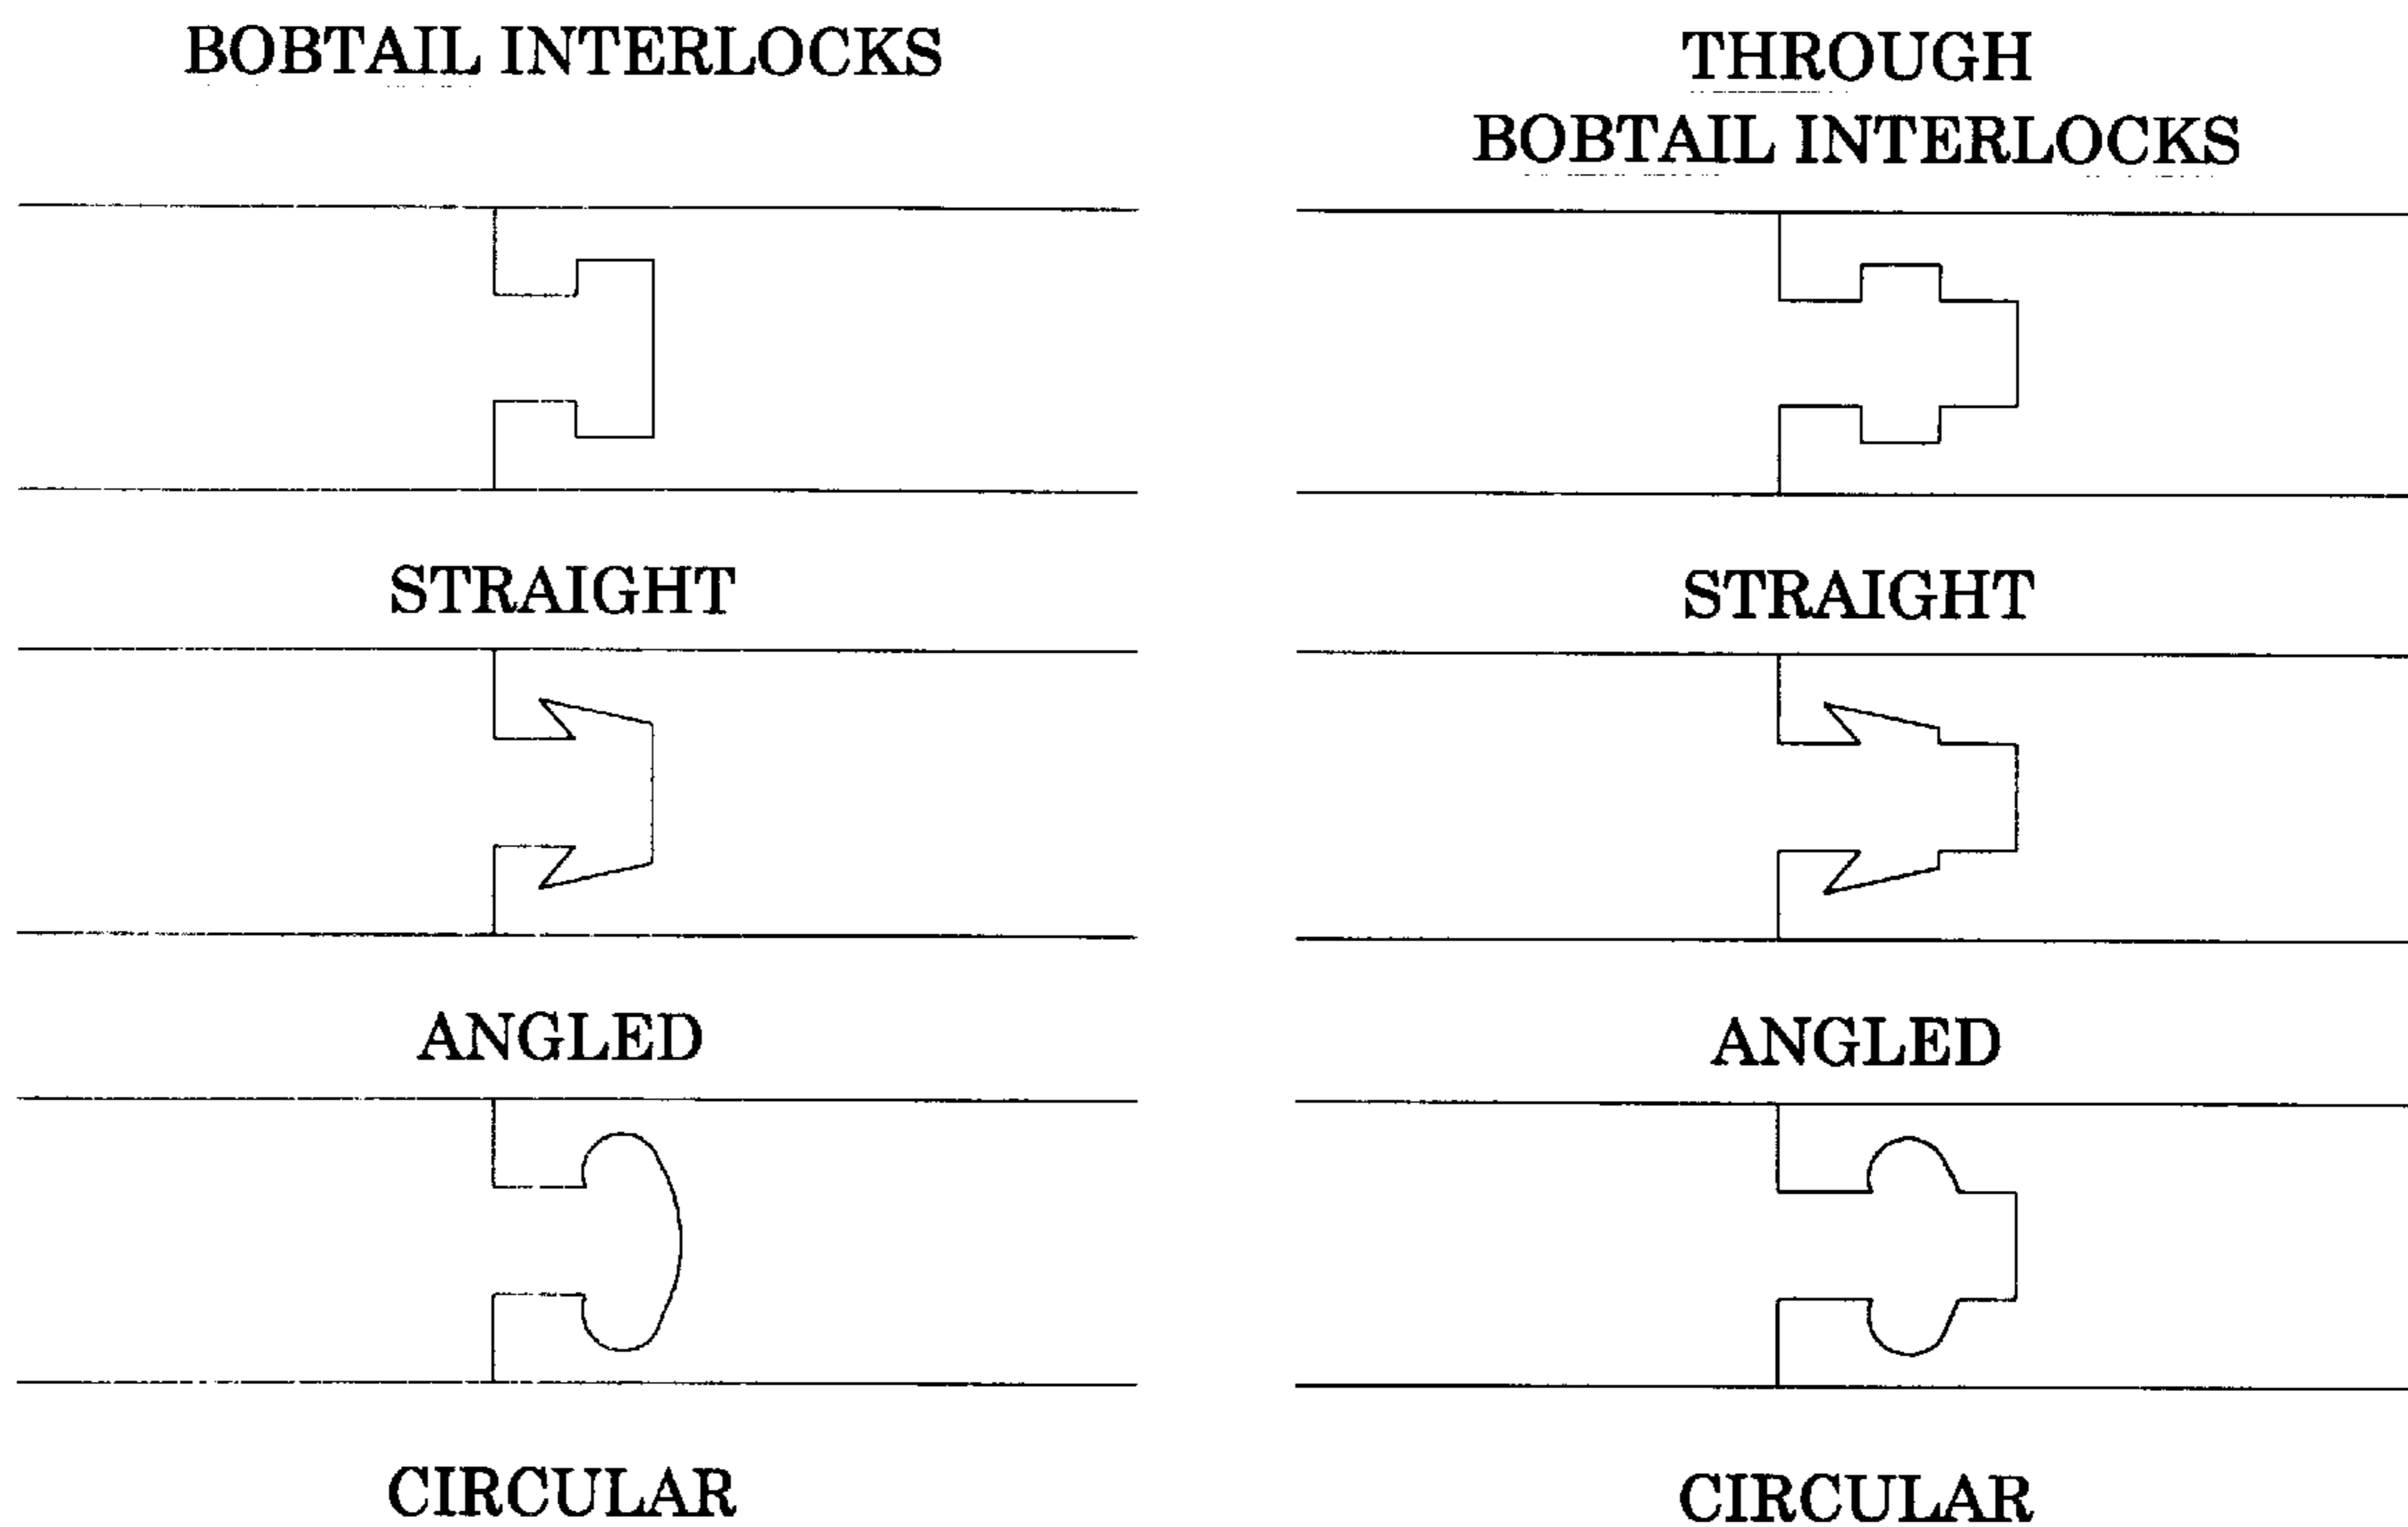 BOBTAIL INTERLOCKS
THROUGH
BOBTAIL INTERLOCKS
STRAIGHT
STRAIGHT
ANGLED
ANGLED
CIRCULAR
CIRCULAR